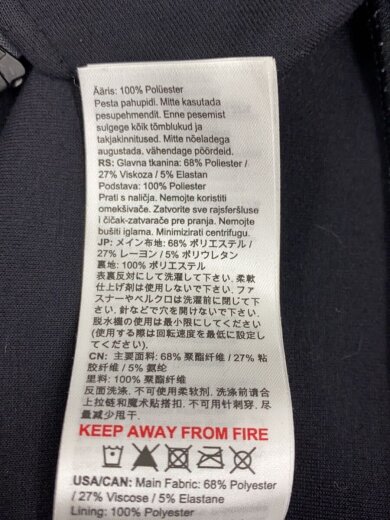 Ääris: 100% Polüester
Pesta pahupidi. Mitte kasutada
pesupehmendit. Enne pesemist
sulgege kõik tõmblukud ja
takjakinnitused. Mitte nõeladega
augustada, vähendage pöördeid.
RS: Glavna tkanina: 68% Poliester /
27% Viskoza / 5% Elastan
Podstava: 100% Poliester
Prati s naličja. Nemojte koristiti
omekšivače. Zatvorite sve rajsferšluse
i čičak-zatvarače pre pranja. Nemojte
bušiti iglama. Minimizirati centrifugu.
JP: メイン布地: 68% ポリエステル /
27% レーヨン / 5% ポリウレタン
裏地: 100% ポリエステル
表裏反対にして洗濯して下さい. 柔軟
仕上げ剤は使用しないで下さい. ファ
スナーやベルクロは洗濯前に閉じて下
さい. 針などで穴を開けないで下さい.
脱水機の使用は最小限にしてください
(使用する際は回転速度を最低に設定し
てください).
CN: 主要面料: 68% 聚酯纤维 / 27% 粘
胶纤维 / 5% 氨纶
里料: 100% 聚酯纤维
反面洗涤. 不可使用柔软剂. 洗涤前请合
上拉链和魔术贴搭扣. 不可用针刺穿. 尽
量减少甩干.
KEEP AWAY FROM FIRE
USA/CAN: Main Fabric: 68% Polyester
/ 27% Viscose / 5% Elastane
Lining: 100% Polyester